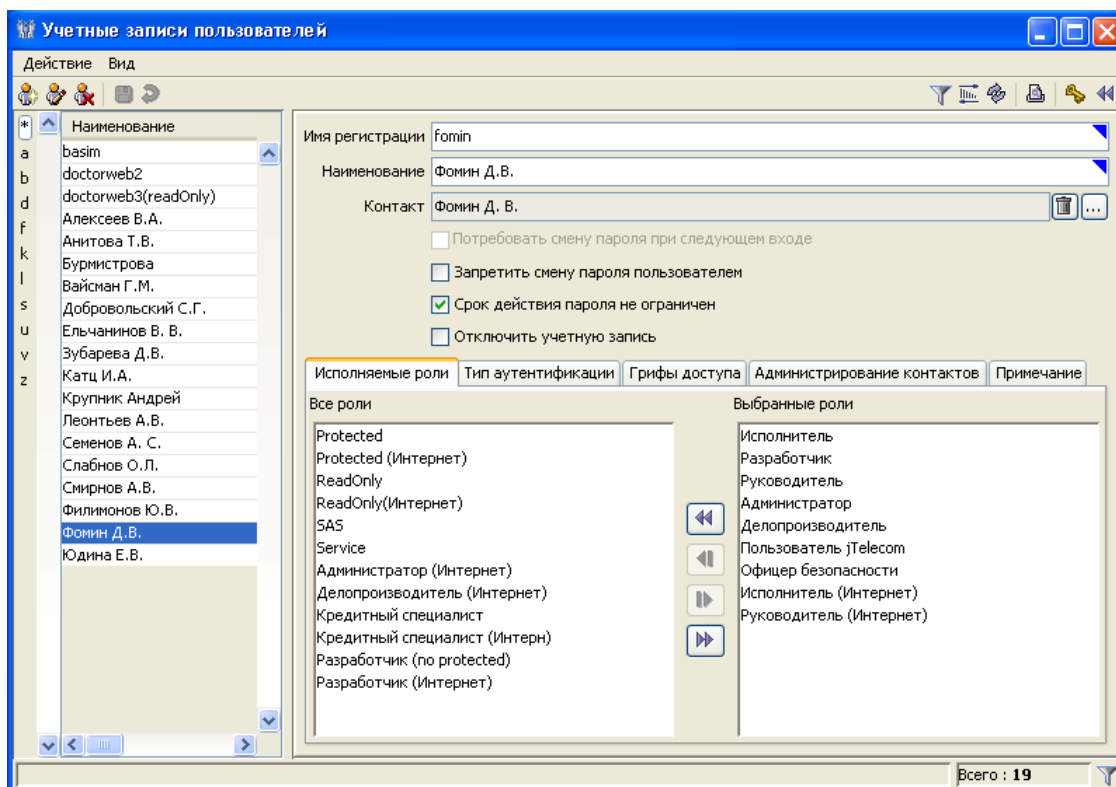 Учетные записи пользователей
Действие Вид
*
a
b
d
f
k
l
s
u
v
z
Наименование
basim
doctorweb2
doctorweb3(readOnly)
Алексеев В.А.
Анитова Т.В.
Бурмистрова
Вайсман Г.М.
Добровольский С.Г.
Ельчанинов В. В.
Зубарева Д.В.
Катц И.А.
Крупник Андрей
Леонтьев А.В.
Семенов А. С.
Слабнов О.Л.
Смирнов А.В.
Филимонов Ю.В.
Фомин Д.В.
Юдина Е.В.
Имя регистрации fomin
Наименование Фомин Д.В.
Контакт Фомин Д. В. ...
Потребовать смену пароля при следующем входе
Запретить смену пароля пользователем
Срок действия пароля не ограничен
Отключить учетную запись
Исполняемые роли Тип аутентификации Грифы доступа Администрирование контактов Примечание
Все роли
Protected
Protected (Интернет)
ReadOnly
ReadOnly(Интернет)
SAS
Service
Администратор (Интернет)
Делопроизводитель (Интернет)
Кредитный специалист
Кредитный специалист (Интерн)
Разработчик (no protected)
Разработчик (Интернет)
Выбранные роли
Исполнитель
Разработчик
Руководитель
Администратор
Делопроизводитель
Пользователь jTelecom
Офицер безопасности
Исполнитель (Интернет)
Руководитель (Интернет)
Всего : 19